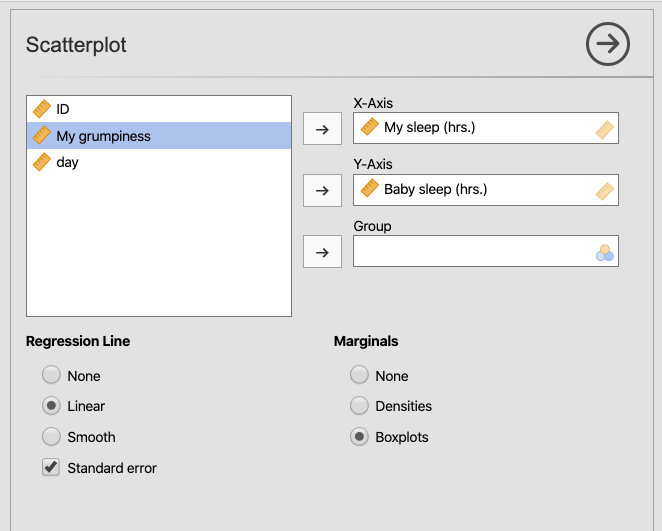 Scatterplot
ID
My grumpiness
day
X-Axis
My sleep (hrs.)
Y-Axis
Baby sleep (hrs.)
Group
Regression Line
None
Linear
Smooth
Standard error
Marginals
None
Densities
Boxplots